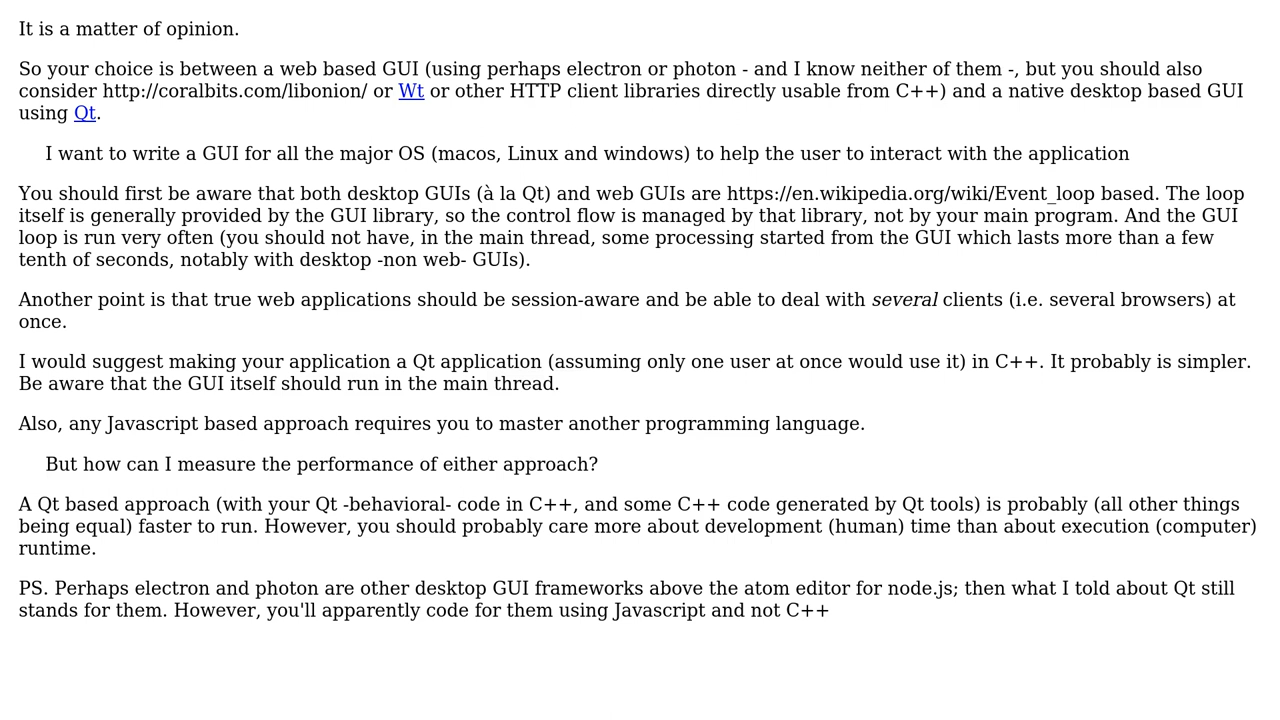 It is a matter of opinion.
So your choice is between a web based GUI (using perhaps electron or photon - and I know neither of them -, but you should also
consider http://coralbits.com/libonion/ or Wt or other HTTP client libraries directly usable from C++) and a native desktop based GUI
using Qt.
I want to write a GUI for all the major OS (macos, Linux and windows) to help the user to interact with the application
You should first be aware that both desktop GUIs (à la Qt) and web GUIs are https://en.wikipedia.org/wiki/Event_loop based. The loop
itself is generally provided by the GUI library, so the control flow is managed by that library, not by your main program. And the GUI
loop is run very often (you should not have, in the main thread, some processing started from the GUI which lasts more than a few
tenth of seconds, notably with desktop -non web- GUIs).
Another point is that true web applications should be session-aware and be able to deal with several clients (i.e. several browsers) at
once.
I would suggest making your application a Qt application (assuming only one user at once would use it) in C++. It probably is simpler.
Be aware that the GUI itself should run in the main thread.
Also, any Javascript based approach requires you to master another programming language.
But how can I measure the performance of either approach?
A Qt based approach (with your Qt -behavioral- code in C++, and some C++ code generated by Qt tools) is probably (all other things
being equal) faster to run. However, you should probably care more about development (human) time than about execution (computer)
runtime.
PS. Perhaps electron and photon are other desktop GUI frameworks above the atom editor for node.js; then what I told about Qt still
stands for them. However, you'll apparently code for them using Javascript and not C++